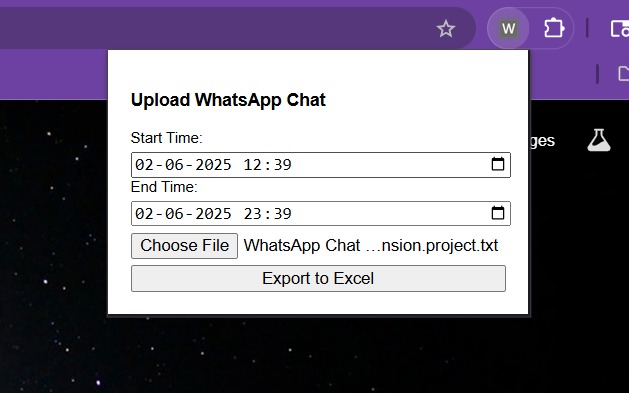 W
Upload WhatsApp Chat
ges
Start Time:
02-06-2025 12:39
End Time:
02-06-2025 23:39
Choose File WhatsApp Chat …nsion.project.txt
Export to Excel